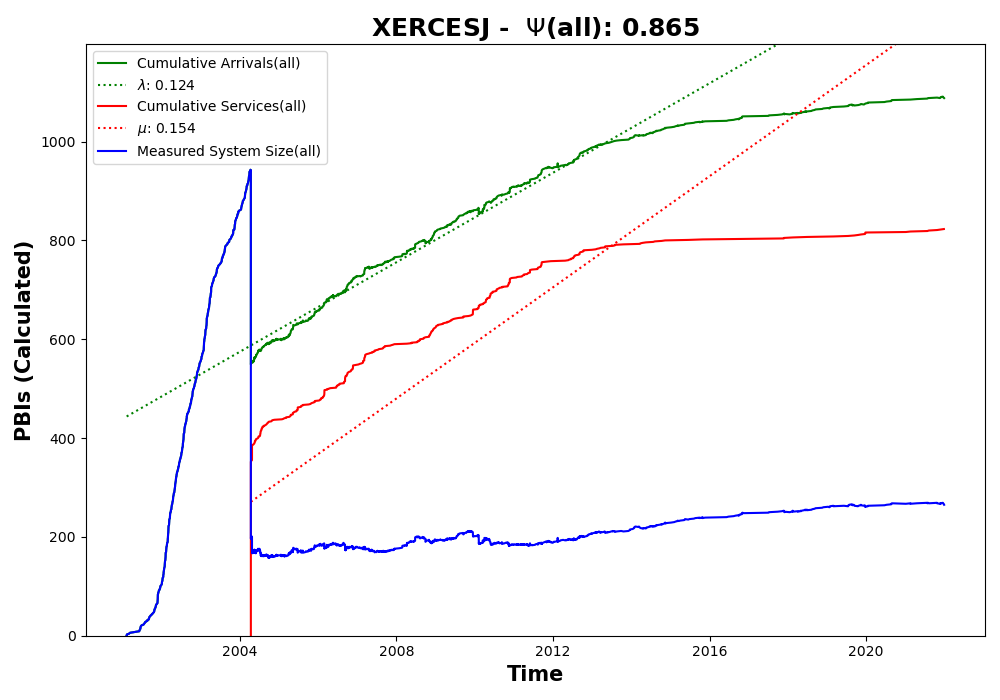 XERCESJ - Ψ(all): 0.865
Cumulative Arrivals(all)
λ: 0.124
Cumulative Services(all)
μ: 0.154
Measured System Size(all)
PBIs (Calculated)
1000
800
600
400
200
0
2004 2008 2012 2016 2020
Time